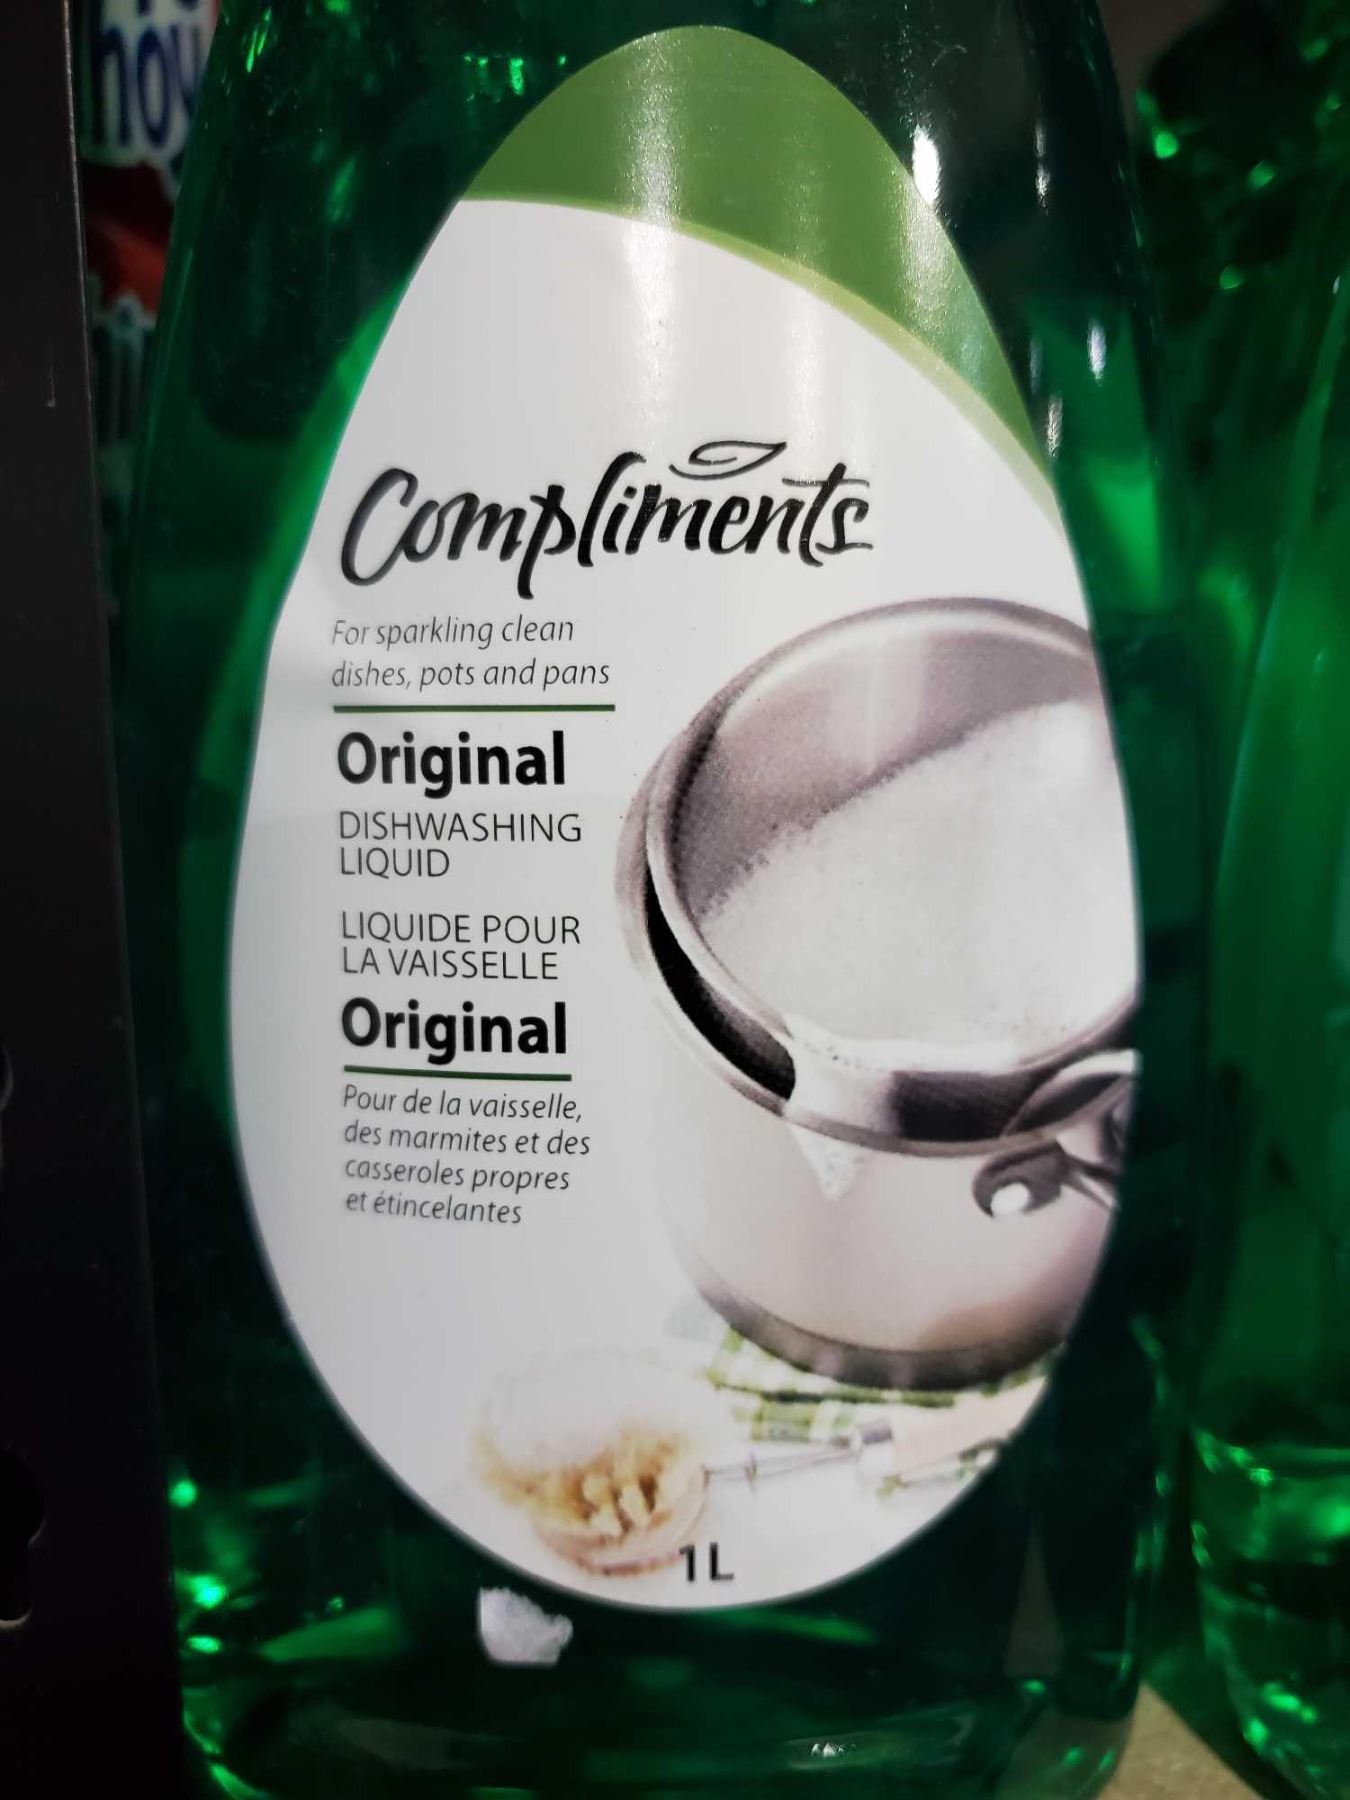 hoy
Compliments
For sparkling clean
dishes, pots and pans
Original
DISHWASHING
LIQUID
LIQUIDE POUR
LA VAISSELLE
Original
Pour de la vaisselle,
des marmites et des
casseroles propres
et étincelantes
1L